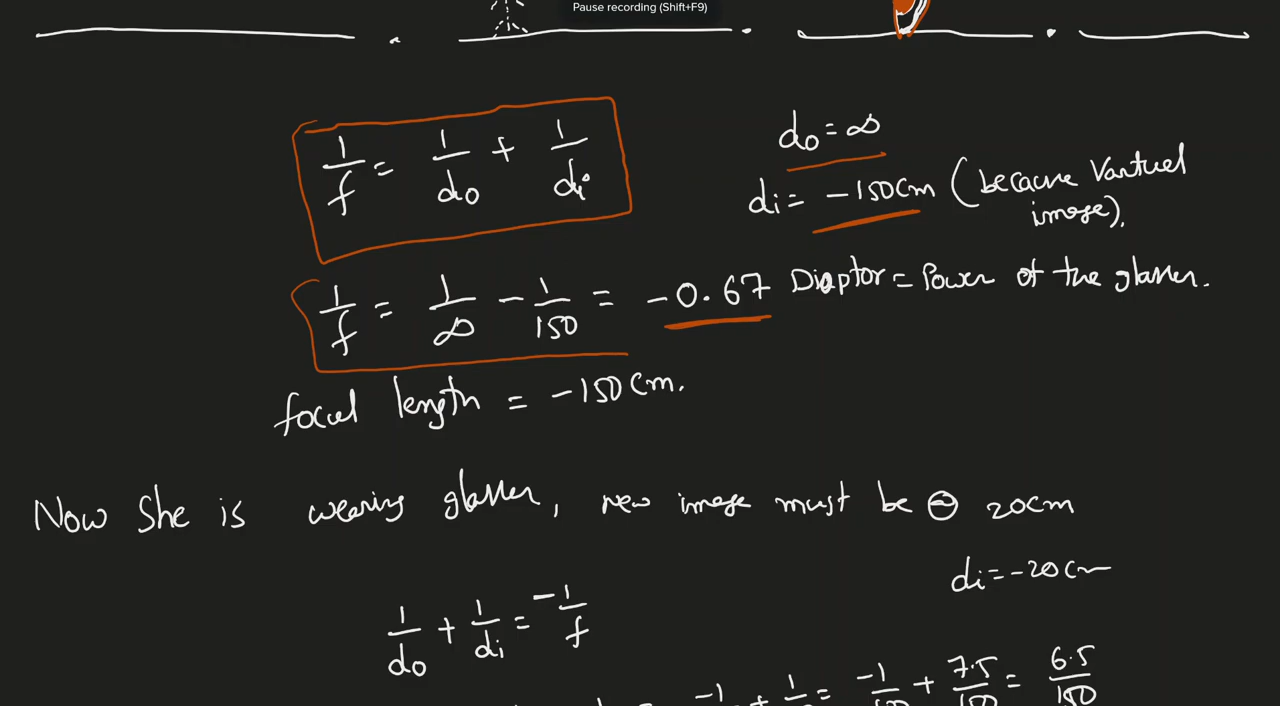 Pause recording (Shift+F9)
1/f = 1/do + 1/di
do = ∞
di = -150cm (because Vartuel image).
1/f = 1/∞ - 1/150 = -0.67 Dioptor = Power of the glasses.
focal length = -150cm.
Now She is wearing glasses, new image must be ⊖ 20cm
di = -20cm
1/do + 1/di = -1/f
-1/150 + 7.5/150 = 6.5/150